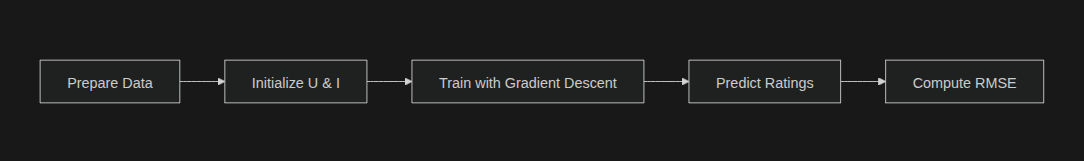 Prepare Data
Initialize U & I
Train with Gradient Descent
Predict Ratings
Compute RMSE